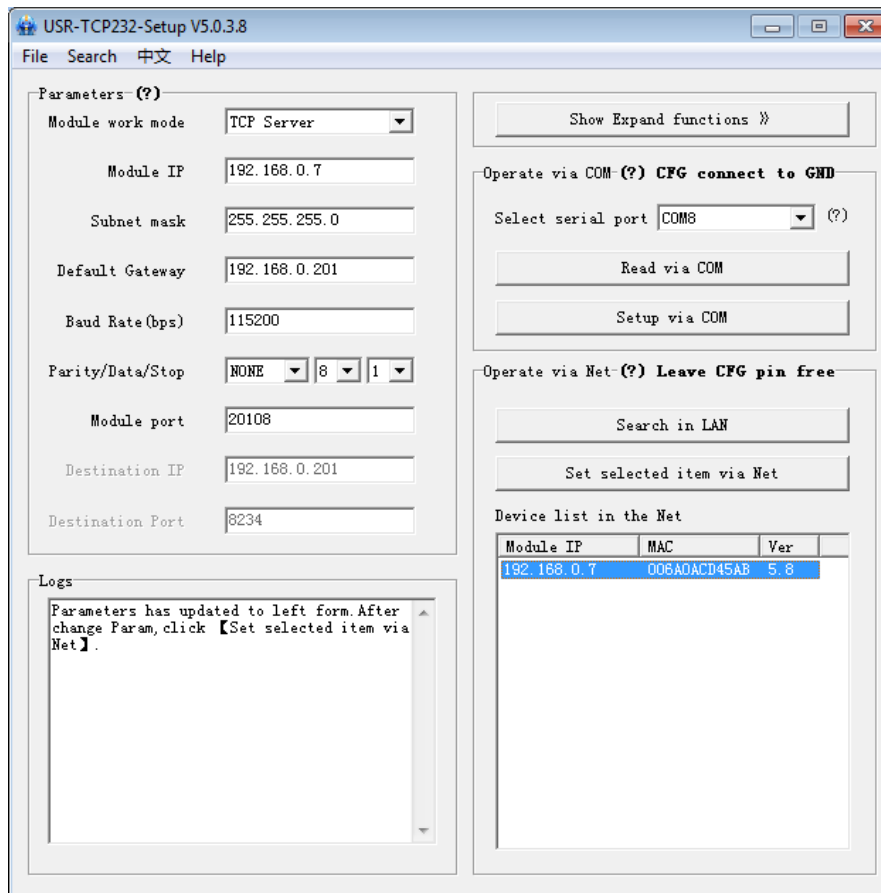 USR-TCP232-Setup V5.0.3.8
File Search 中文 Help
Parameters (?)
Module work mode TCP Server
Module IP 192.168.0.7
Subnet mask 255.255.255.0
Default Gateway 192.168.0.201
Baud Rate(bps) 115200
Parity/Data/Stop NONE 8 1
Module port 20108
Destination IP 192.168.0.201
Destination Port 8234
Logs
Parameters has updated to left form.After
change Param,click 【Set selected item via
Net】.
Show Expand functions 》
Operate via COM (?) CFG connect to GND
Select serial port COM8 (?)
Read via COM
Setup via COM
Operate via Net (?) Leave CFG pin free
Search in LAN
Set selected item via Net
Device list in the Net
Module IP MAC Ver
192.168.0.7 006A0ACD45AB 5.8